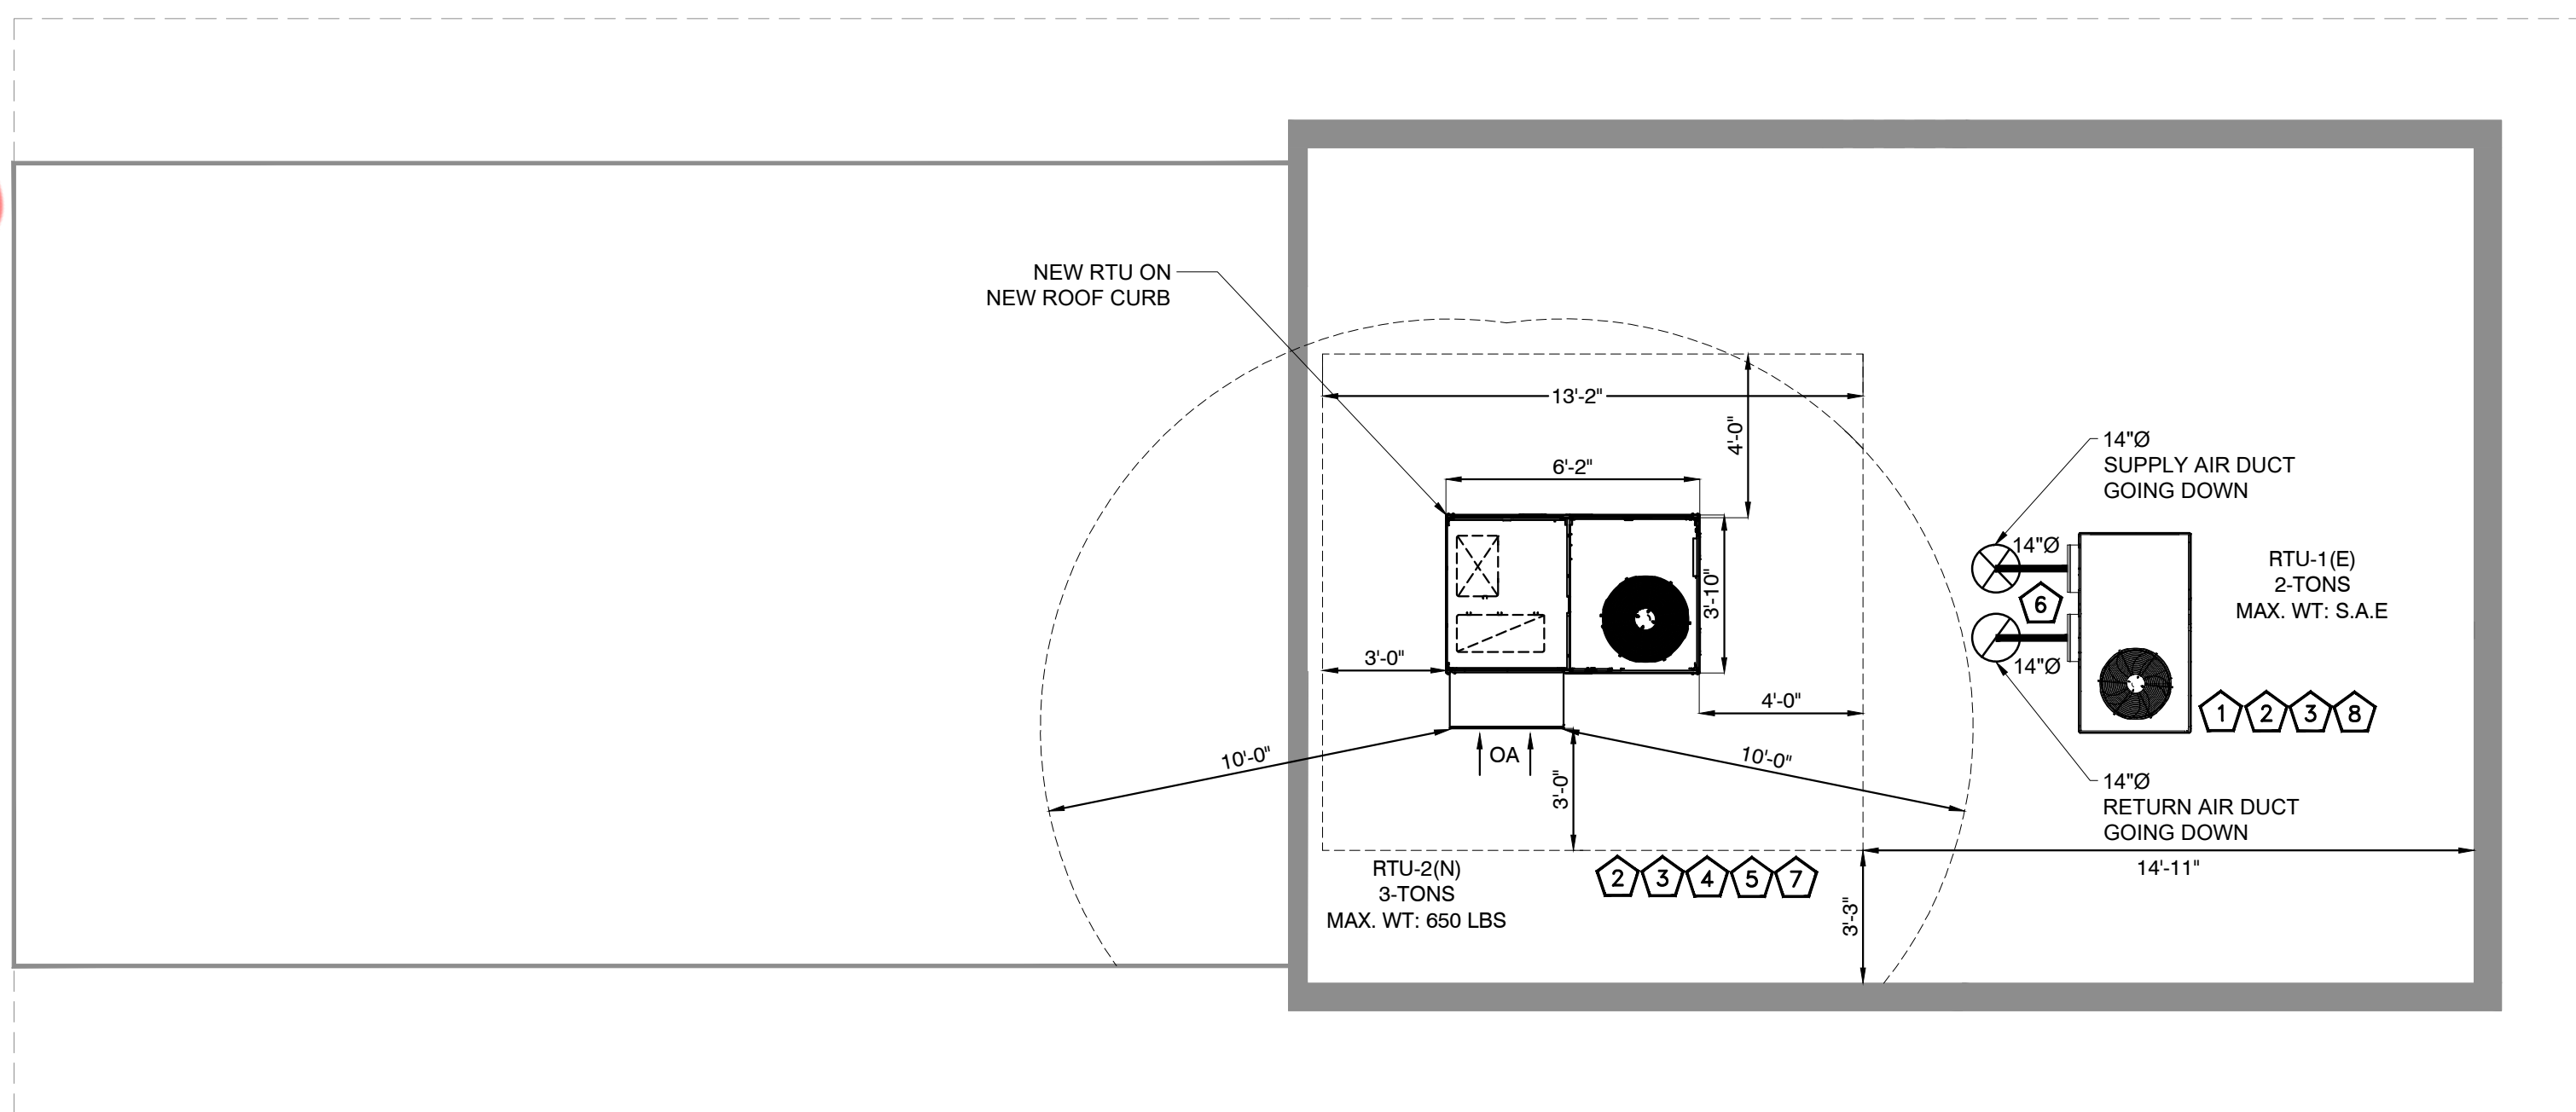 NEW RTU ON
NEW ROOF CURB
13'-2"
4'-0"
6'-2"
3'-10"
3'-0"
4'-0"
10'-0"
OA
3'-0"
10'-0"
RTU-2(N)
3-TONS
MAX. WT: 650 LBS
2 3 4 5 7
3'-3"
14'-11"
14"Ø
SUPPLY AIR DUCT
GOING DOWN
14"Ø
6
14"Ø
RTU-1(E)
2-TONS
MAX. WT: S.A.E
1 2 3 8
14"Ø
RETURN AIR DUCT
GOING DOWN